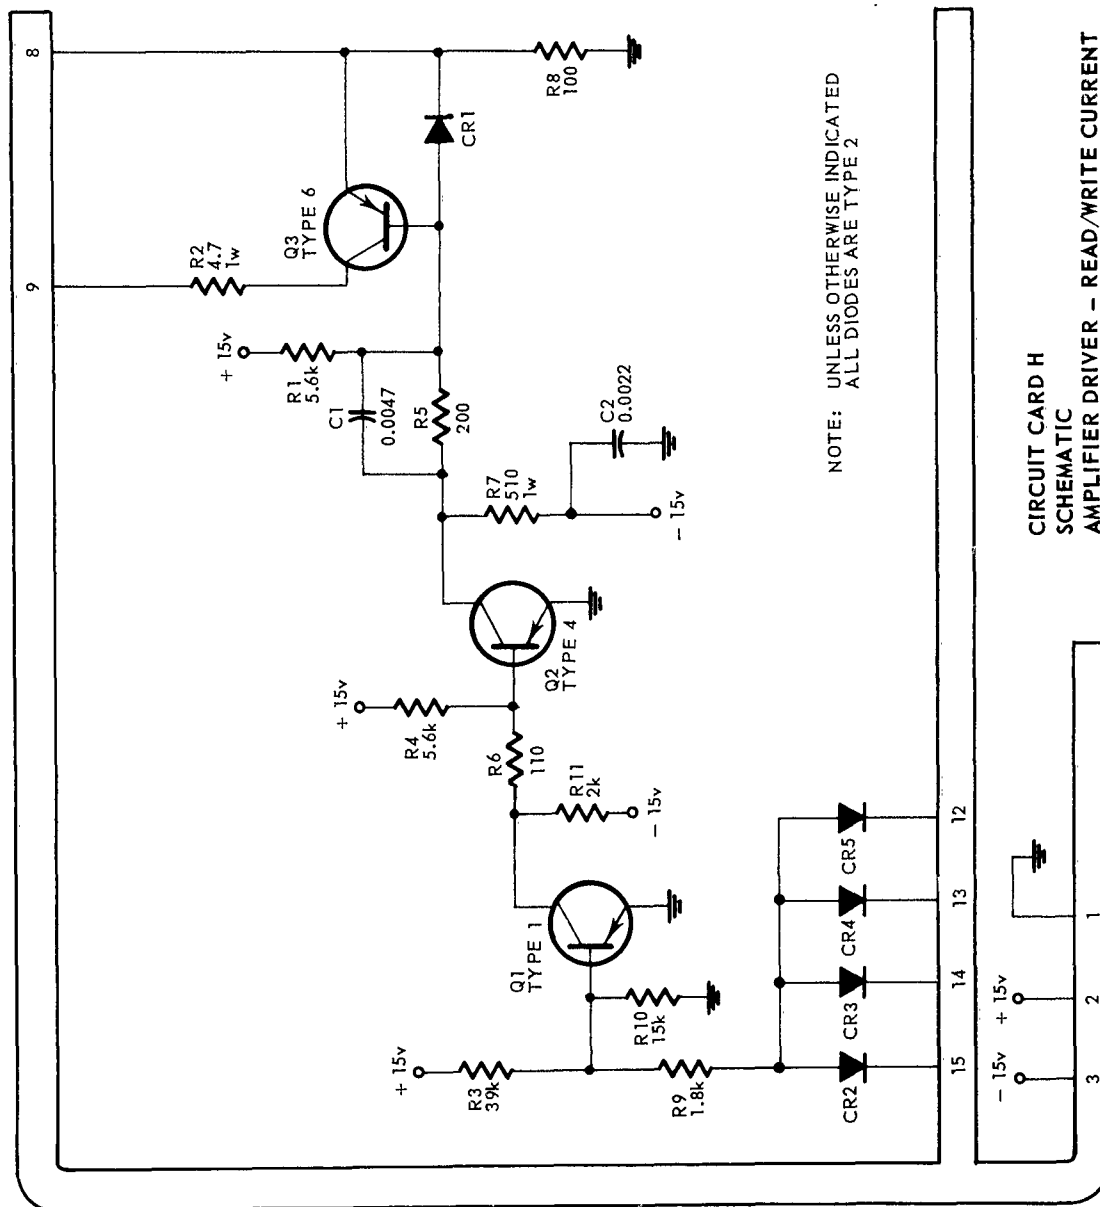 8
9
R8
100
CR1
Q3
TYPE 6
R2
4.7
1w
+ 15v
R1
5.6k
C1
0.0047
R5
200
C2
0.0022
R7
510
1w
– 15v
NOTE: UNLESS OTHERWISE INDICATED
ALL DIODES ARE TYPE 2
Q2
TYPE 4
+ 15v
R4
5.6k
R6
110
R11
2k
– 15v
Q1
TYPE 1
R10
15k
+ 15v
R3
39k
R9
1.8k
CR2
CR3
CR4
CR5
15
14
13
12
– 15v
+ 15v
3
2
1
CIRCUIT CARD H
SCHEMATIC
AMPLIFIER DRIVER – READ/WRITE CURRENT